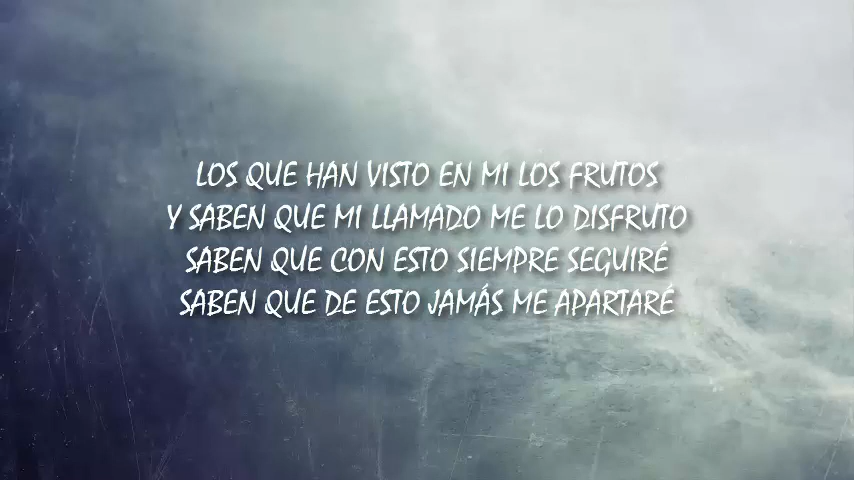 LOS QUE HAN VISTO EN MI LOS FRUTOS
Y SABEN QUE MI LLAMADO ME LO DISFRUTO
SABEN QUE CON ESTO SIEMPRE SEGUIRÉ
SABEN QUE DE ESTO JAMÁS ME APARTARÉ